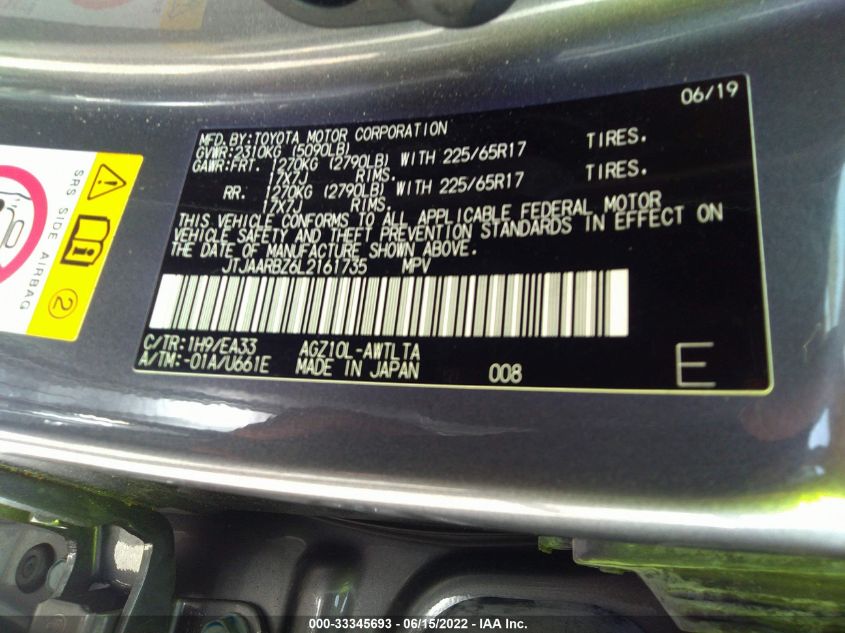 06/19
MFD.BY:TOYOTA MOTOR CORPORATION
GVWR:2310KG (5090LB)
GAWR:FRT. 1270KG (2790LB) WITH 225/65R17 TIRES.
17X7J RIMS.
RR. 1270KG (2790LB) WITH 225/65R17 TIRES.
17X7J RIMS.
THIS VEHICLE CONFORMS TO ALL APPLICABLE FEDERAL MOTOR
VEHICLE SAFETY AND THEFT PREVENTION STANDARDS IN EFFECT ON
THE DATE OF MANUFACTURE SHOWN ABOVE.
JTJAARBZ6L2161735 MPV
C/TR:1H9/EA33 AGZ10L-AWTLTA
A/TM:-01A/U661E MADE IN JAPAN 008 E
SRS SIDE AIRBAG
2
000-33345693 - 06/15/2022 - IAA Inc.